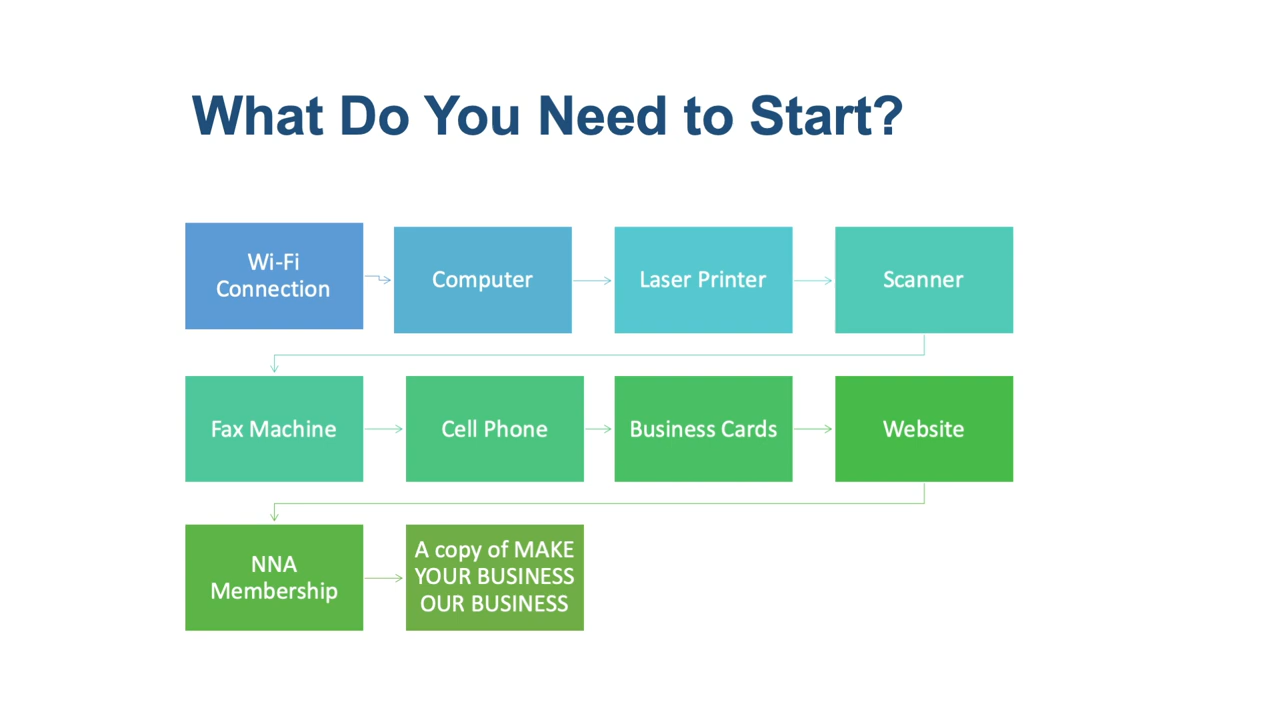 What Do You Need to Start?
Wi-Fi
Connection
Computer
Laser Printer
Scanner
Fax Machine
Cell Phone
Business Cards
Website
NNA
Membership
A copy of MAKE
YOUR BUSINESS
OUR BUSINESS